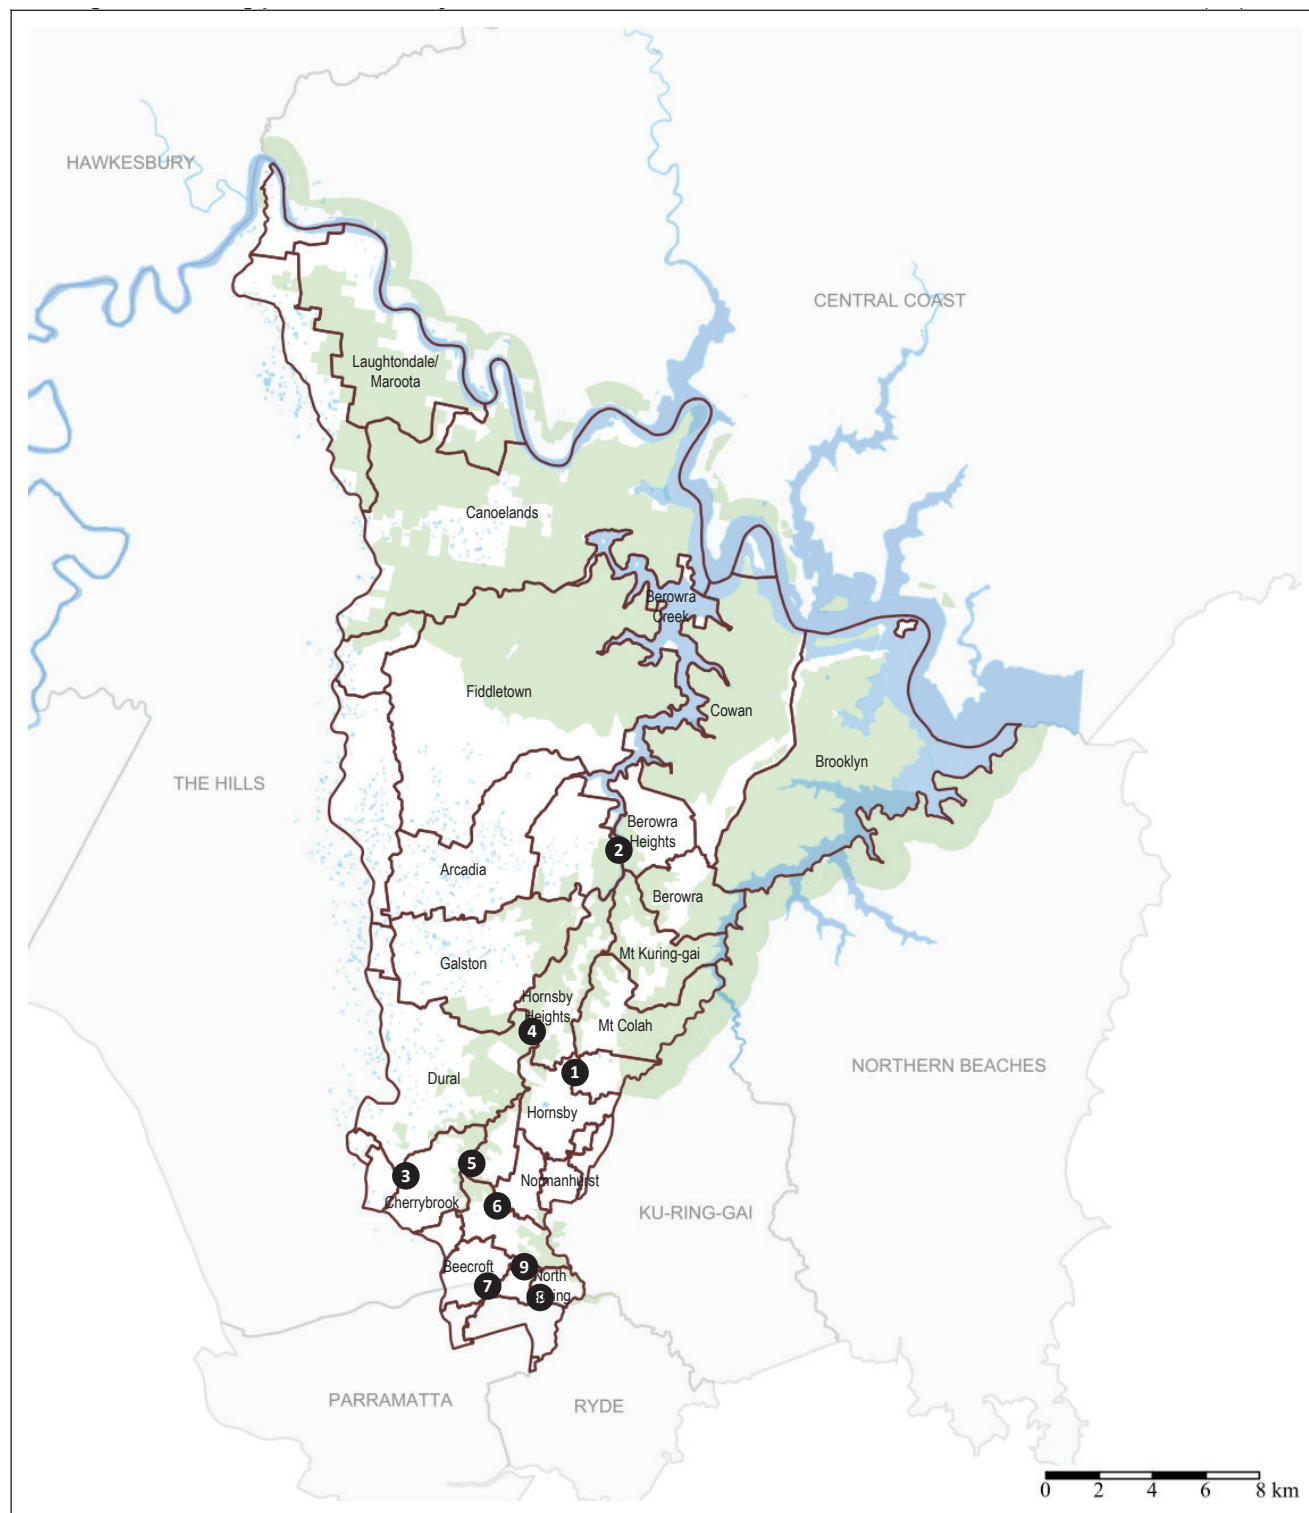 HAWKESBURY
CENTRAL COAST
Laughtondale/
Maroota
Canoelands
Berowra
Creek
Fiddletown
Cowan
Brooklyn
THE HILLS
Berowra
Heights
2
Arcadia
Berowra
Galston
Mt Kuring-gai
Hornsby
Heights
4
Mt Colah
1
NORTHERN BEACHES
Dural
Hornsby
5
3
Normanhurst
Cherrybrook
6
KU-RING-GAI
Beecroft
9
North
7
8
PARRAMATTA
RYDE
0 2 4 6 8 km